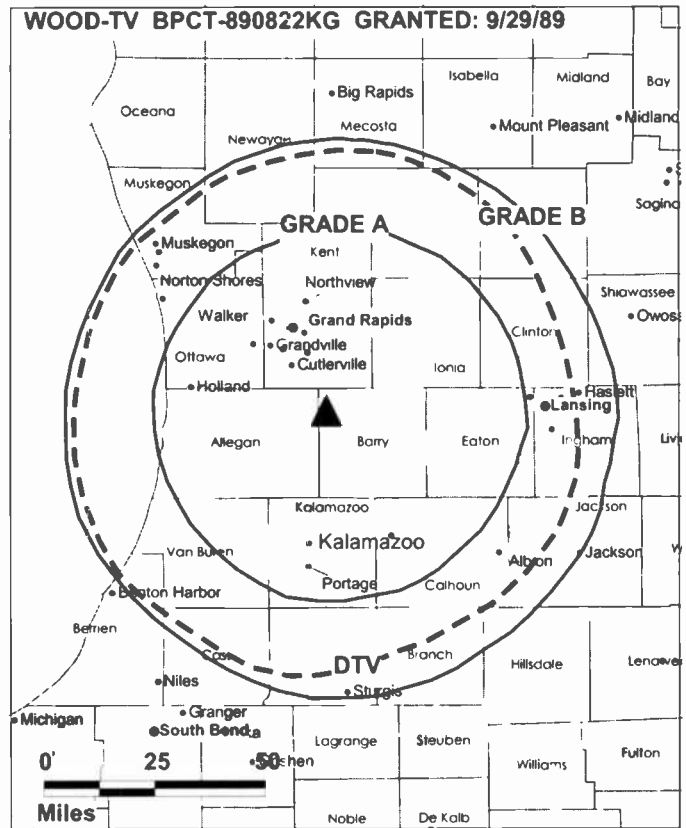 WOOD-TV BPCT-890822KG GRANTED: 9/29/89
Isabella
Midland
Bay
Oceana
Big Rapids
Newaygo
Mecosta
Mount Pleasant
Midland
Muskegon
Sagina
GRADE A
GRADE B
Muskegon
Kent
Norton Shores
Northview
Shiawassee
Walker
Grand Rapids
Clinton
Owoss
Ottawa
Grandville
Cutlerville
Ionia
Holland
Haslett
Lansing
Allegan
Barry
Eaton
Ingham
Livi
Kalamazoo
Jackson
Van Buren
Kalamazoo
Albion
Jackson
W
Portage
Calhoun
Benton Harbor
Berrien
Cass
DTV
Branch
Hillsdale
Lenawee
Niles
Sturgis
Michigan
Granger
South Bend
Lagrange
Steuben
0'
25
50
Williams
Fulton
Miles
Noble
De Kalb